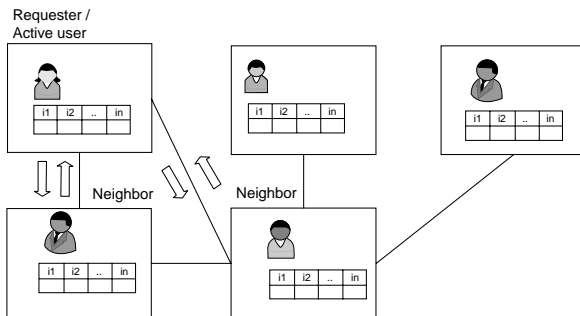 Requester /
Active user
i1 i2 .. in
i1 i2 .. in
i1 i2 .. in
Neighbor
Neighbor
i1 i2 .. in
i1 i2 .. in